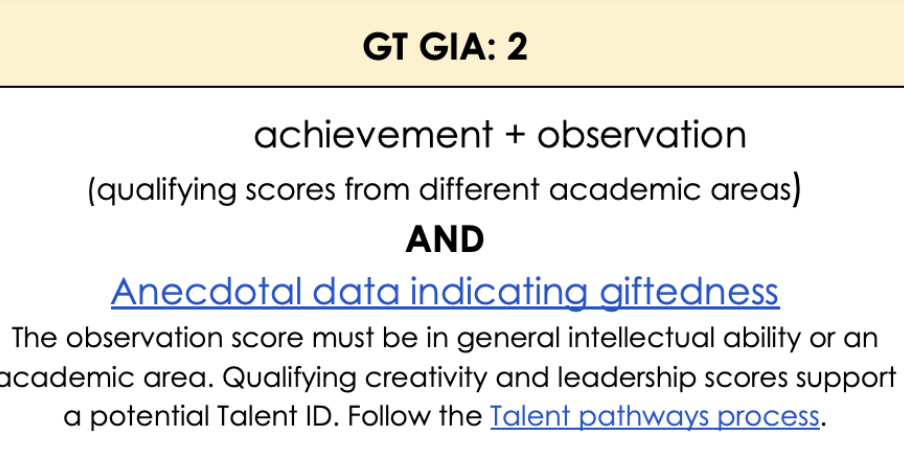 GT GIA: 2
achievement + observation
(qualifying scores from different academic areas)
AND
Anecdotal data indicating giftedness
The observation score must be in general intellectual ability or an
academic area. Qualifying creativity and leadership scores support
a potential Talent ID. Follow the Talent pathways process.